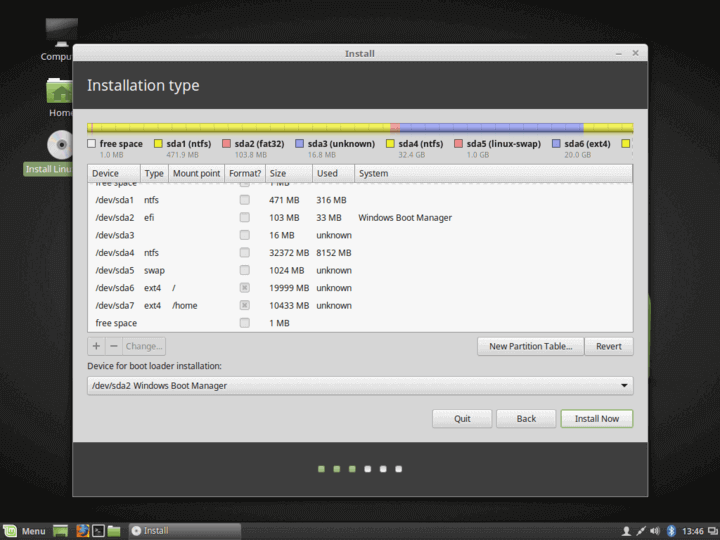 Install
Compu
Home
Install Linu
Installation type
free space sda1 (ntfs) sda2 (fat32) sda3 (unknown) sda4 (ntfs) sda5 (linux-swap) sda6 (ext4)
1.0 MB 471.9 MB 103.8 MB 16.8 MB 32.4 GB 1.0 GB 20.0 GB
Device Type Mount point Format? Size Used System
free space 1 MB
/dev/sda1 ntfs 471 MB 316 MB
/dev/sda2 efi 103 MB 33 MB Windows Boot Manager
/dev/sda3 16 MB unknown
/dev/sda4 ntfs 32372 MB 8152 MB
/dev/sda5 swap 1024 MB unknown
/dev/sda6 ext4 / 19999 MB unknown
/dev/sda7 ext4 /home 10433 MB unknown
free space 1 MB
+ − Change... New Partition Table... Revert
Device for boot loader installation:
/dev/sda2 Windows Boot Manager
Quit Back Install Now
Menu Install 13:46